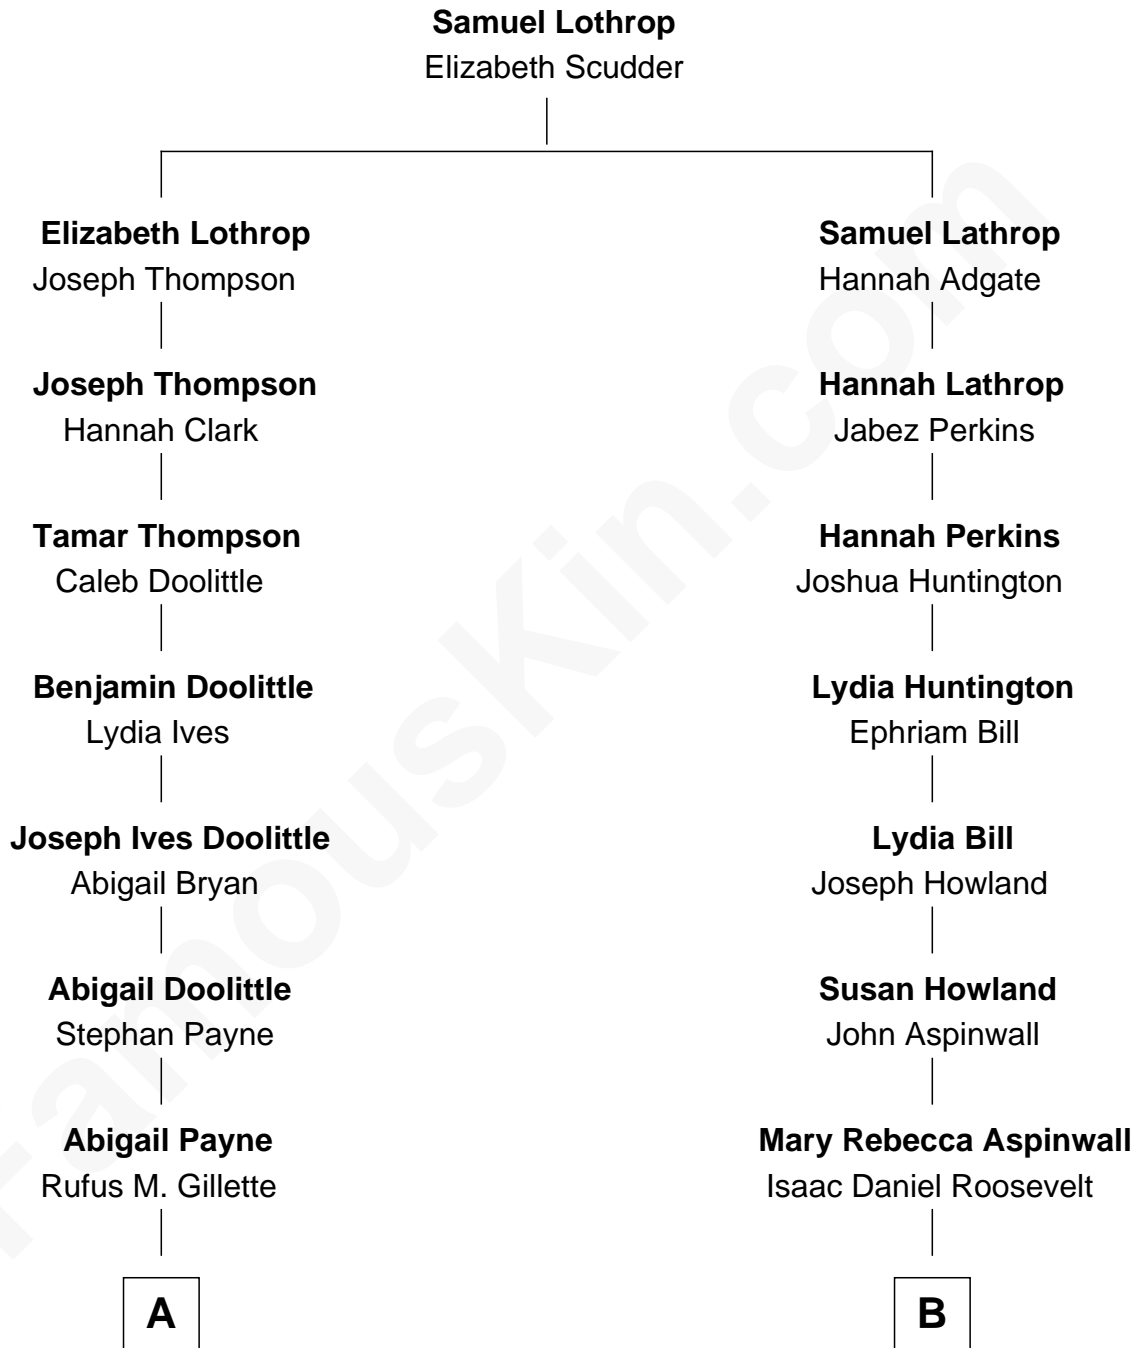 Samuel Lothrop
Elizabeth Scudder
Elizabeth Lothrop
Joseph Thompson
Samuel Lathrop
Hannah Adgate
Joseph Thompson
Hannah Clark
Hannah Lathrop
Jabez Perkins
Tamar Thompson
Caleb Doolittle
Hannah Perkins
Joshua Huntington
Benjamin Doolittle
Lydia Ives
Lydia Huntington
Ephriam Bill
Joseph Ives Doolittle
Abigail Bryan
Lydia Bill
Joseph Howland
Abigail Doolittle
Stephan Payne
Susan Howland
John Aspinwall
Abigail Payne
Rufus M. Gillette
Mary Rebecca Aspinwall
Isaac Daniel Roosevelt
A
B
FamousKin.com